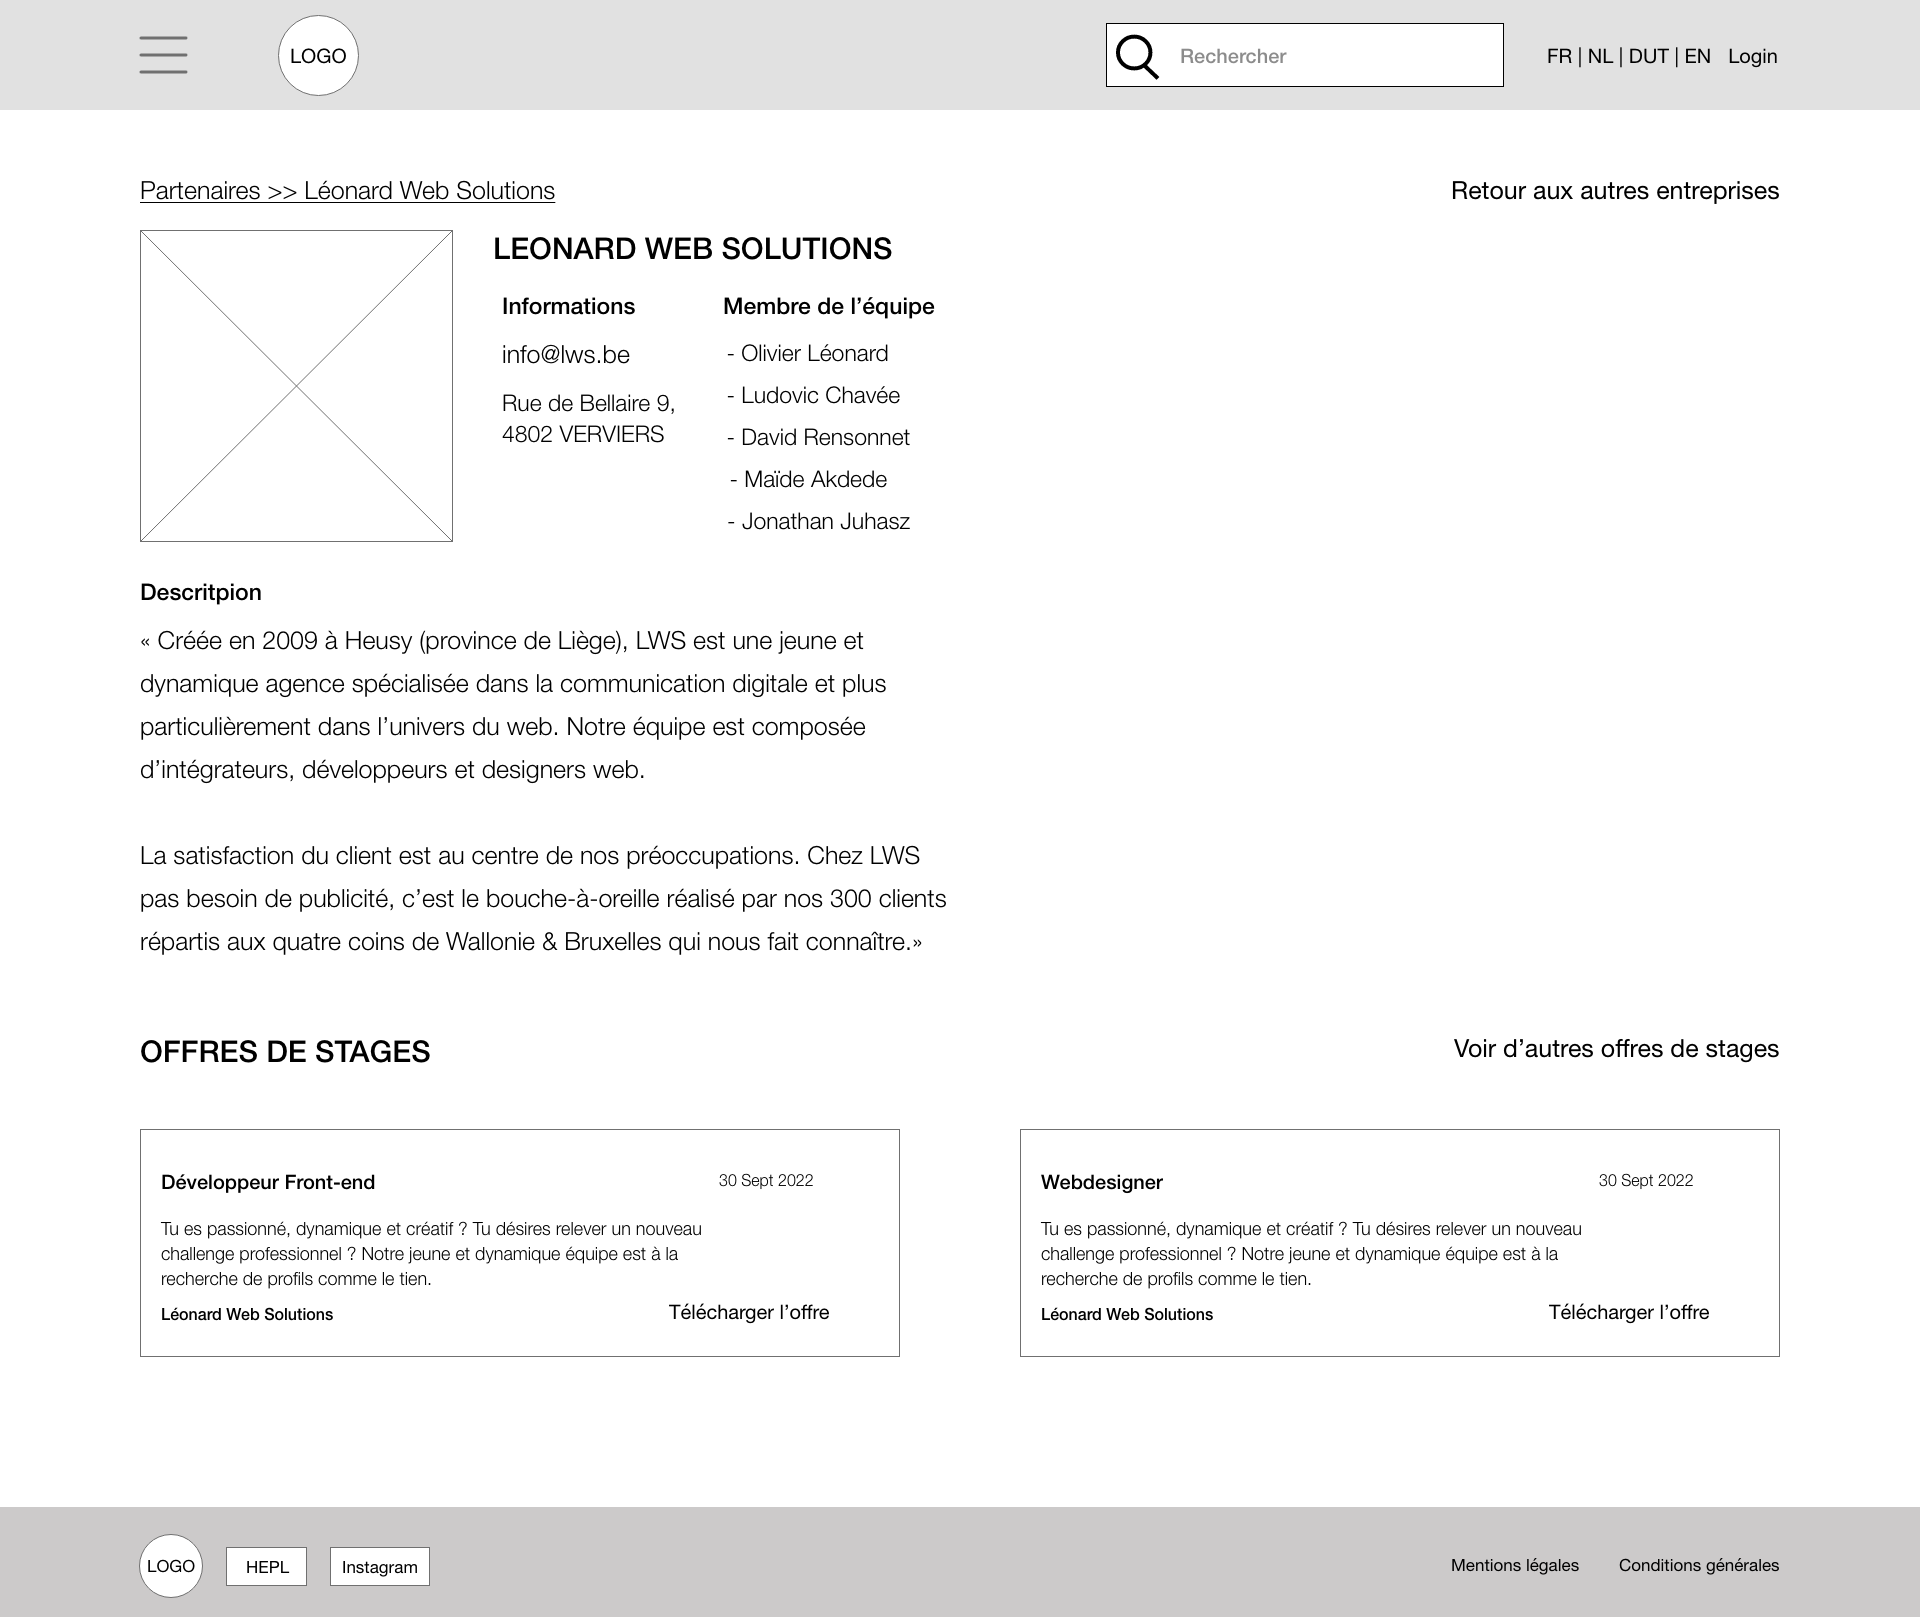 LOGO
Rechercher
FR | NL | DUT | EN Login
Partenaires >> Léonard Web Solutions
Retour aux autres entreprises
LEONARD WEB SOLUTIONS
Informations
info@lws.be
Rue de Bellaire 9,
4802 VERVIERS
Membre de l’équipe
- Olivier Léonard
- Ludovic Chavée
- David Rensonnet
- Maïde Akdede
- Jonathan Juhasz
Descritpion
« Créée en 2009 à Heusy (province de Liège), LWS est une jeune et
dynamique agence spécialisée dans la communication digitale et plus
particulièrement dans l’univers du web. Notre équipe est composée
d’intégrateurs, développeurs et designers web.
La satisfaction du client est au centre de nos préoccupations. Chez LWS
pas besoin de publicité, c’est le bouche-à-oreille réalisé par nos 300 clients
répartis aux quatre coins de Wallonie & Bruxelles qui nous fait connaître.»
OFFRES DE STAGES
Voir d’autres offres de stages
Développeur Front-end
30 Sept 2022
Tu es passionné, dynamique et créatif ? Tu désires relever un nouveau
challenge professionnel ? Notre jeune et dynamique équipe est à la
recherche de profils comme le tien.
Léonard Web Solutions
Télécharger l’offre
Webdesigner
30 Sept 2022
Tu es passionné, dynamique et créatif ? Tu désires relever un nouveau
challenge professionnel ? Notre jeune et dynamique équipe est à la
recherche de profils comme le tien.
Léonard Web Solutions
Télécharger l’offre
LOGO
HEPL
Instagram
Mentions légales
Conditions générales